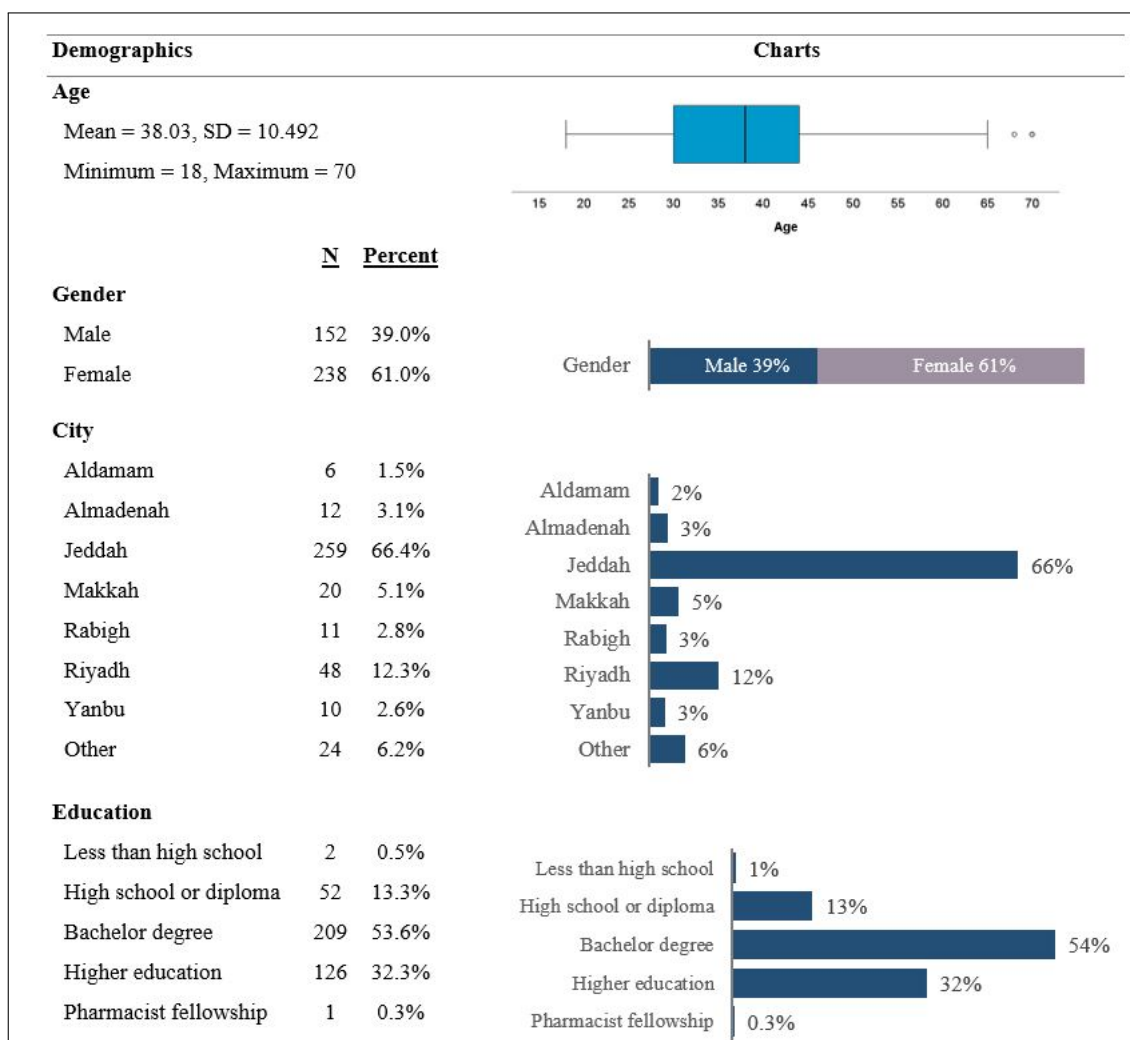 Demographics Charts
Age
Mean = 38.03, SD = 10.492
Minimum = 18, Maximum = 70
15 20 25 30 35 40 45 50 55 60 65 70
Age
N Percent
Gender
Male 152 39.0%
Female 238 61.0%
Gender Male 39% Female 61%
City
Aldamam 6 1.5%
Almadenah 12 3.1%
Jeddah 259 66.4%
Makkah 20 5.1%
Rabigh 11 2.8%
Riyadh 48 12.3%
Yanbu 10 2.6%
Other 24 6.2%
Aldamam 2%
Almadenah 3%
Jeddah 66%
Makkah 5%
Rabigh 3%
Riyadh 12%
Yanbu 3%
Other 6%
Education
Less than high school 2 0.5%
High school or diploma 52 13.3%
Bachelor degree 209 53.6%
Higher education 126 32.3%
Pharmacist fellowship 1 0.3%
Less than high school 1%
High school or diploma 13%
Bachelor degree 54%
Higher education 32%
Pharmacist fellowship 0.3%